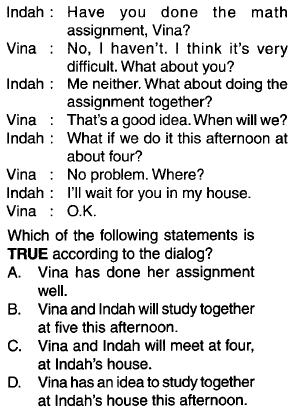 Indah : Have you done the math
assignment, Vina?
Vina : No, I haven't. I think it's very
difficult. What about you?
Indah : Me neither. What about doing the
assignment together?
Vina : That's a good idea. When will we?
Indah : What if we do it this afternoon at
about four?
Vina : No problem. Where?
Indah : I'll wait for you in my house.
Vina : O.K.
Which of the following statements is
TRUE according to the dialog?
A. Vina has done her assignment
well.
B. Vina and Indah will study together
at five this afternoon.
C. Vina and Indah will meet at four,
at Indah's house.
D. Vina has an idea to study together
at Indah's house this afternoon.